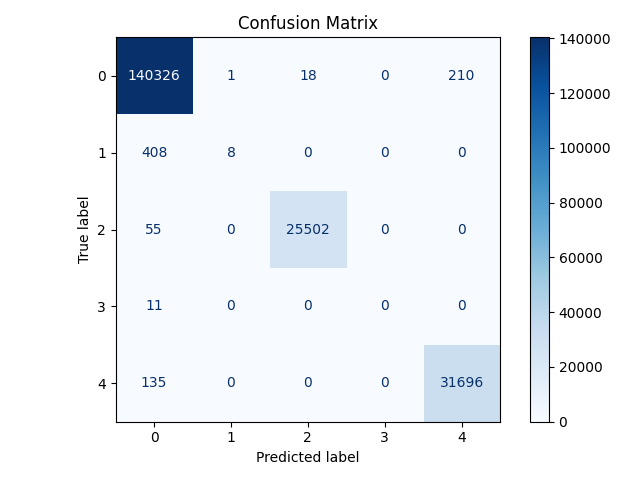 Confusion Matrix
True label
0 140326 1 18 0 210
1 408 8 0 0 0
2 55 0 25502 0 0
3 11 0 0 0 0
4 135 0 0 0 31696
0 1 2 3 4
Predicted label
140000
120000
100000
80000
60000
40000
20000
0